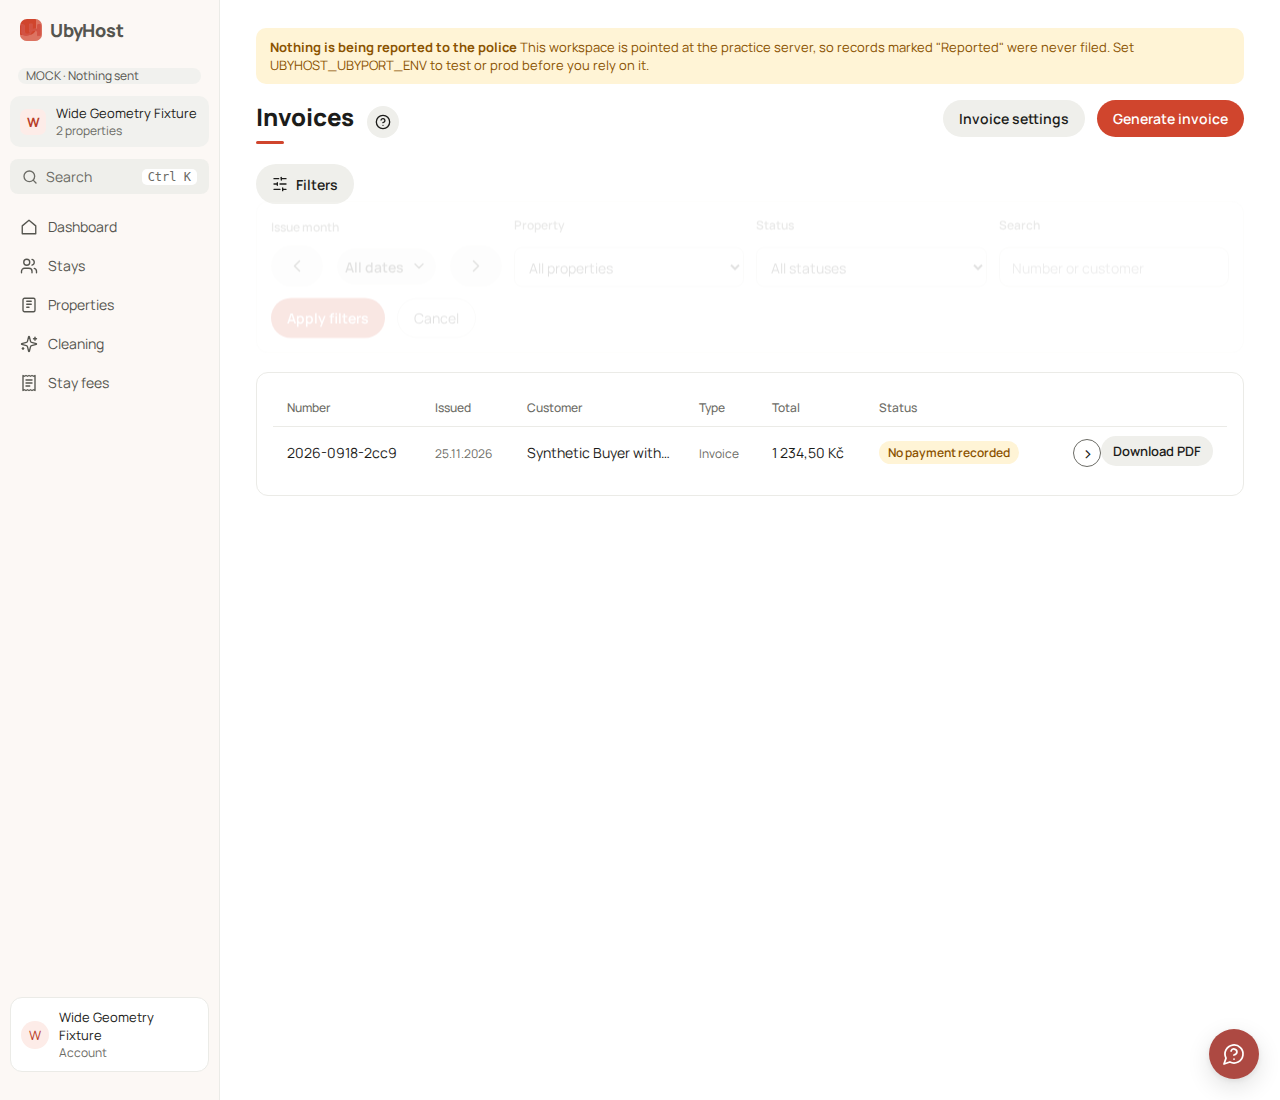 UbyHost
MOCK · Nothing sent
W
Wide Geometry Fixture
2 properties
Search
Ctrl K
Dashboard
Stays
Properties
Cleaning
Stay fees
W
Wide Geometry
Fixture
Account
Nothing is being reported to the police This workspace is pointed at the practice server, so records marked "Reported" were never filed. Set
UBYHOST_UBYPORT_ENV to test or prod before you rely on it.
Invoices
Invoice settings
Generate invoice
Filters
Issue month
Property
Status
Search
All dates
All properties
All statuses
Number or customer
Apply filters
Cancel
Number Issued Customer Type Total Status
2026-0918-2cc9 25.11.2026 Synthetic Buyer with... Invoice 1 234,50 Kč No payment recorded Download PDF